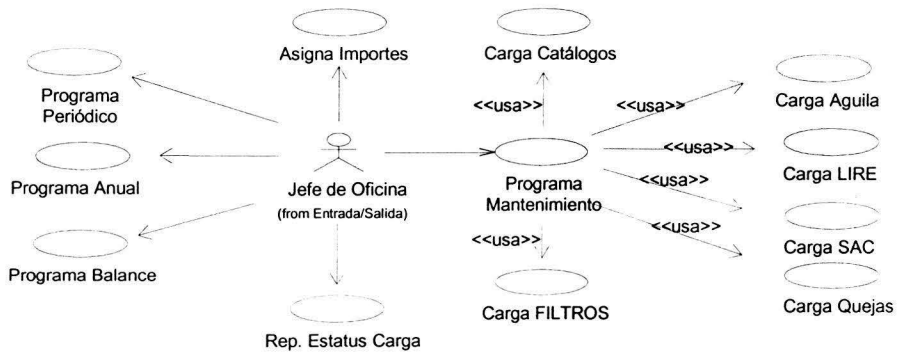 Asigna Importes
Carga Catálogos
Programa
Periódico
<<usa>>
<<usa>>
Carga Aguila
<<usa>>
Programa Anual
Jefe de Oficina
(from Entrada/Salida)
Programa
Mantenimiento
Carga LIRE
<<usa>>
<<usa>>
<<usa>>
Carga SAC
Programa Balance
Carga FILTROS
Carga Quejas
Rep. Estatus Carga